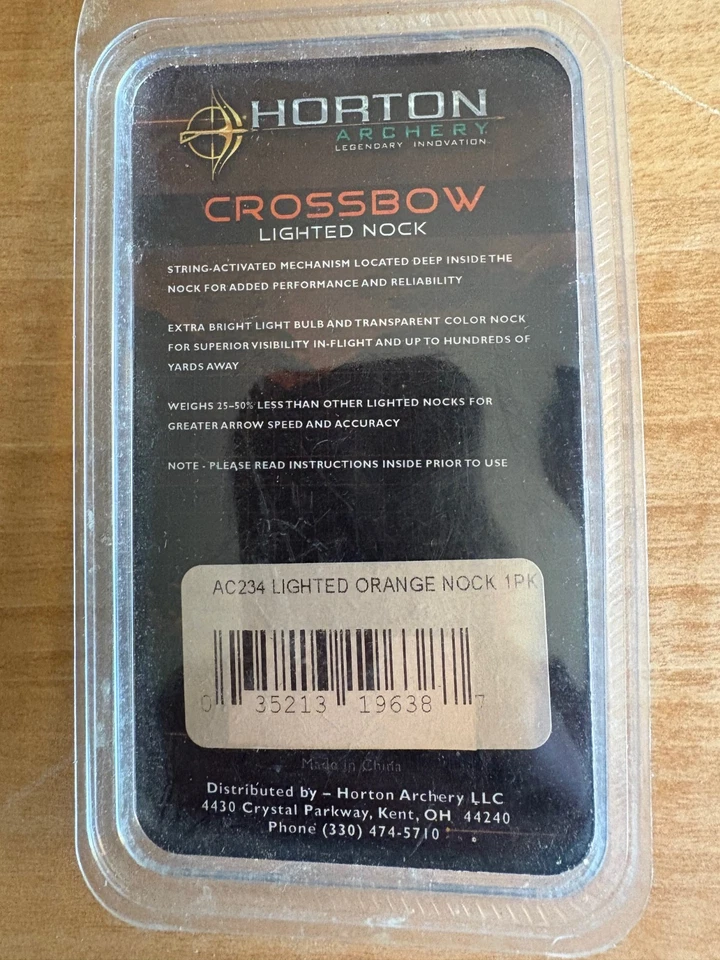 HORTON
ARCHERY
LEGENDARY INNOVATION
CROSSBOW
LIGHTED NOCK
STRING-ACTIVATED MECHANISM LOCATED DEEP INSIDE THE
NOCK FOR ADDED PERFORMANCE AND RELIABILITY
EXTRA BRIGHT LIGHT BULB AND TRANSPARENT COLOR NOCK
FOR SUPERIOR VISIBILITY IN-FLIGHT AND UP TO HUNDREDS OF
YARDS AWAY
WEIGHS 25–50% LESS THAN OTHER LIGHTED NOCKS FOR
GREATER ARROW SPEED AND ACCURACY
NOTE - PLEASE READ INSTRUCTIONS INSIDE PRIOR TO USE
AC234 LIGHTED ORANGE NOCK 1PK
0 35213 19638 7
Made in China
Distributed by – Horton Archery LLC
4430 Crystal Parkway, Kent, OH 44240
Phone (330) 474-5710